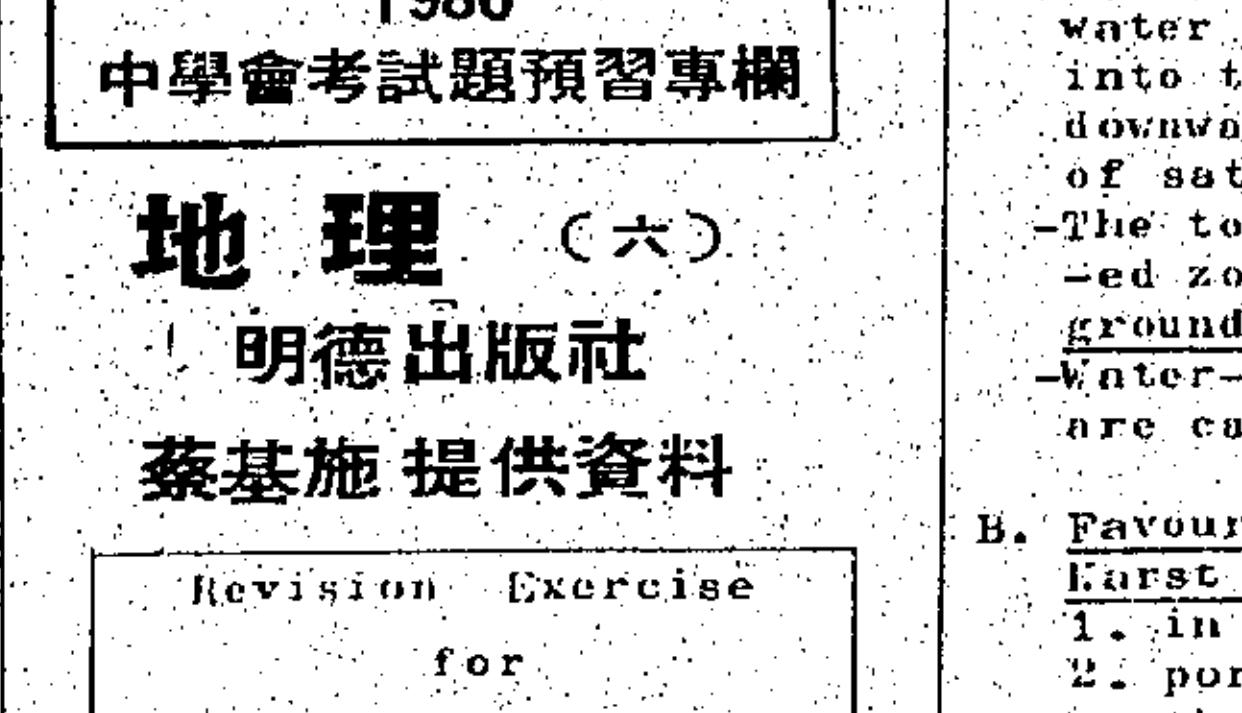 1986
中學會考試題預習專欄
地理 (六)
明德出版社
蔡基施 提供資料
Revision Exercise
for
water
into t
downwa
of sat
-The to
-ed zo
ground
-Water-
are ca
B. Favour
Karst
1. in
2. por